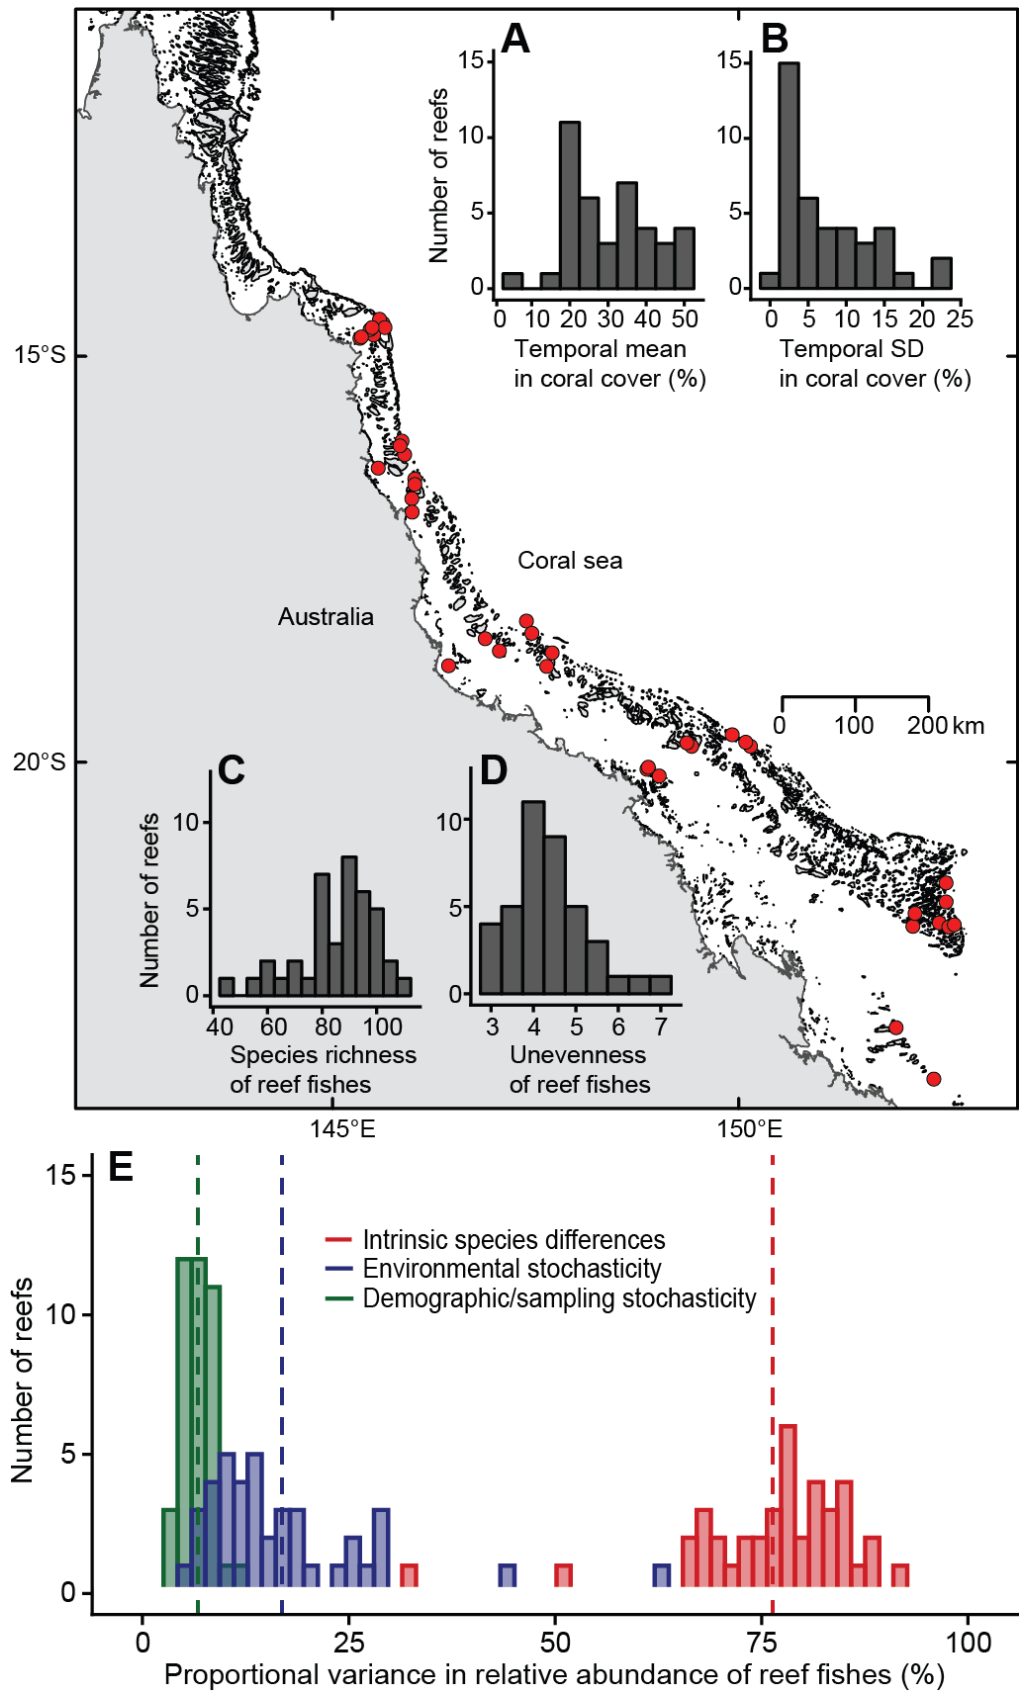 A
B
Number of reefs
15
10
5
0
0 10 20 30 40 50
Temporal mean
in coral cover (%)
15
10
5
0
0 5 10 15 20 25
Temporal SD
in coral cover (%)
15°S
Coral sea
Australia
0 100 200 km
20°S
C
D
Number of reefs
10
5
0
40 60 80 100
Species richness
of reef fishes
10
5
0
3 4 5 6 7
Unevenness
of reef fishes
145°E
150°E
E
Number of reefs
15
10
5
0
Intrinsic species differences
Environmental stochasticity
Demographic/sampling stochasticity
0 25 50 75 100
Proportional variance in relative abundance of reef fishes (%)